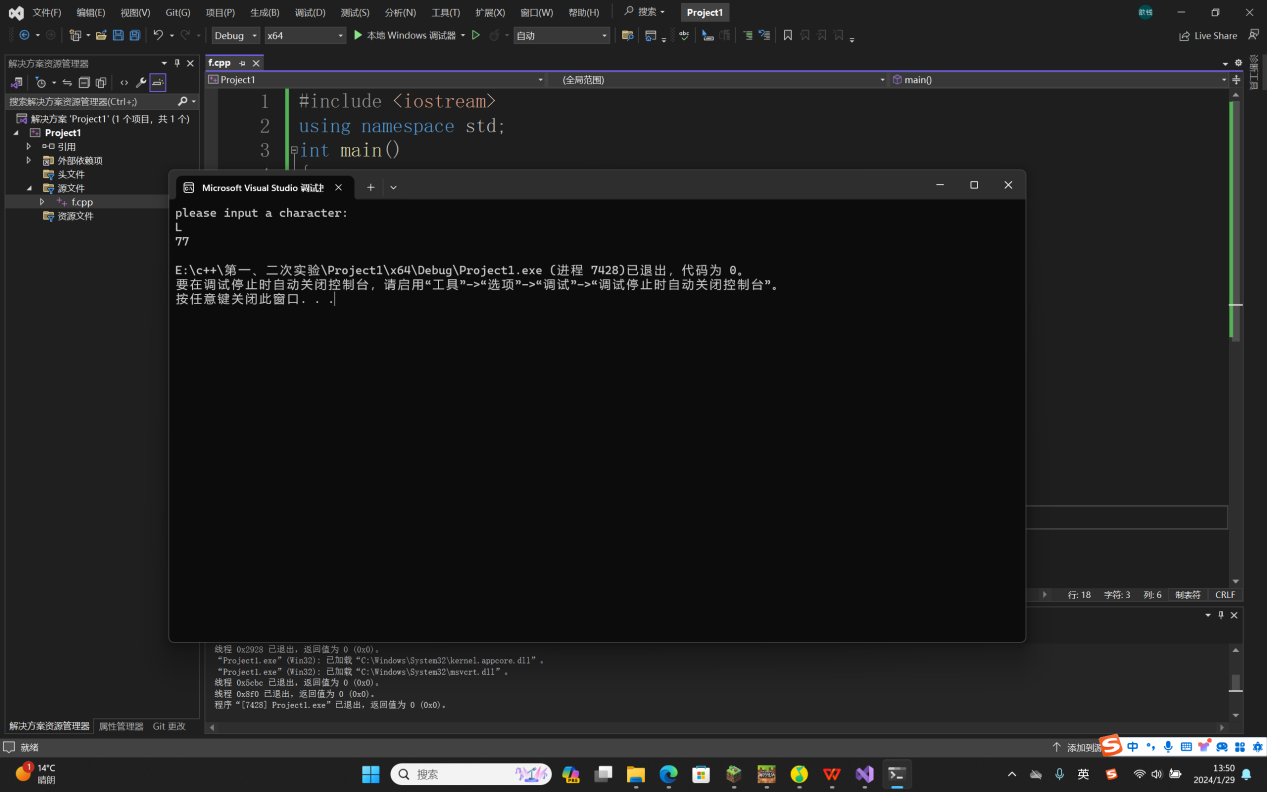 文件(F) 编辑(E) 视图(V) Git(G) 项目(P) 生成(B) 调试(D) 测试(S) 分析(N) 工具(T) 扩展(X) 窗口(W) 帮助(H) 搜索 Project1
Debug x64 本地 Windows 调试器 自动 Live Share
解决方案资源管理器
搜索解决方案资源管理器(Ctrl+;)
解决方案 'Project1' (1 个项目，共 1 个)
Project1
引用
外部依赖项
头文件
源文件
f.cpp
资源文件
f.cpp
Project1 (全局范围) main()
1 #include <iostream>
2 using namespace std;
3 int main()
诊断工具
Microsoft Visual Studio 调试
please input a character:
L
77
E:\c++\第一、二次实验\Project1\x64\Debug\Project1.exe (进程 7428)已退出，代码为 0。
要在调试停止时自动关闭控制台，请启用“工具”->“选项”->“调试”->“调试停止时自动关闭控制台”。
按任意键关闭此窗口. . .
行: 18 字符: 3 列: 6 制表符 CRLF
线程 0x2928 已退出，返回值为 0 (0x0)。
“Project1.exe”(Win32): 已加载“C:\Windows\System32\kernel.appcore.dll”。
“Project1.exe”(Win32): 已加载“C:\Windows\System32\msvcrt.dll”。
线程 0x5cbc 已退出，返回值为 0 (0x0)。
线程 0x8f0 已退出，返回值为 0 (0x0)。
程序“[7428] Project1.exe”已退出，返回值为 0 (0x0)。
解决方案资源管理器 属性管理器 Git 更改
就绪 添加到源 中
1 14°C
晴朗
搜索
英
13:50
2024/1/29